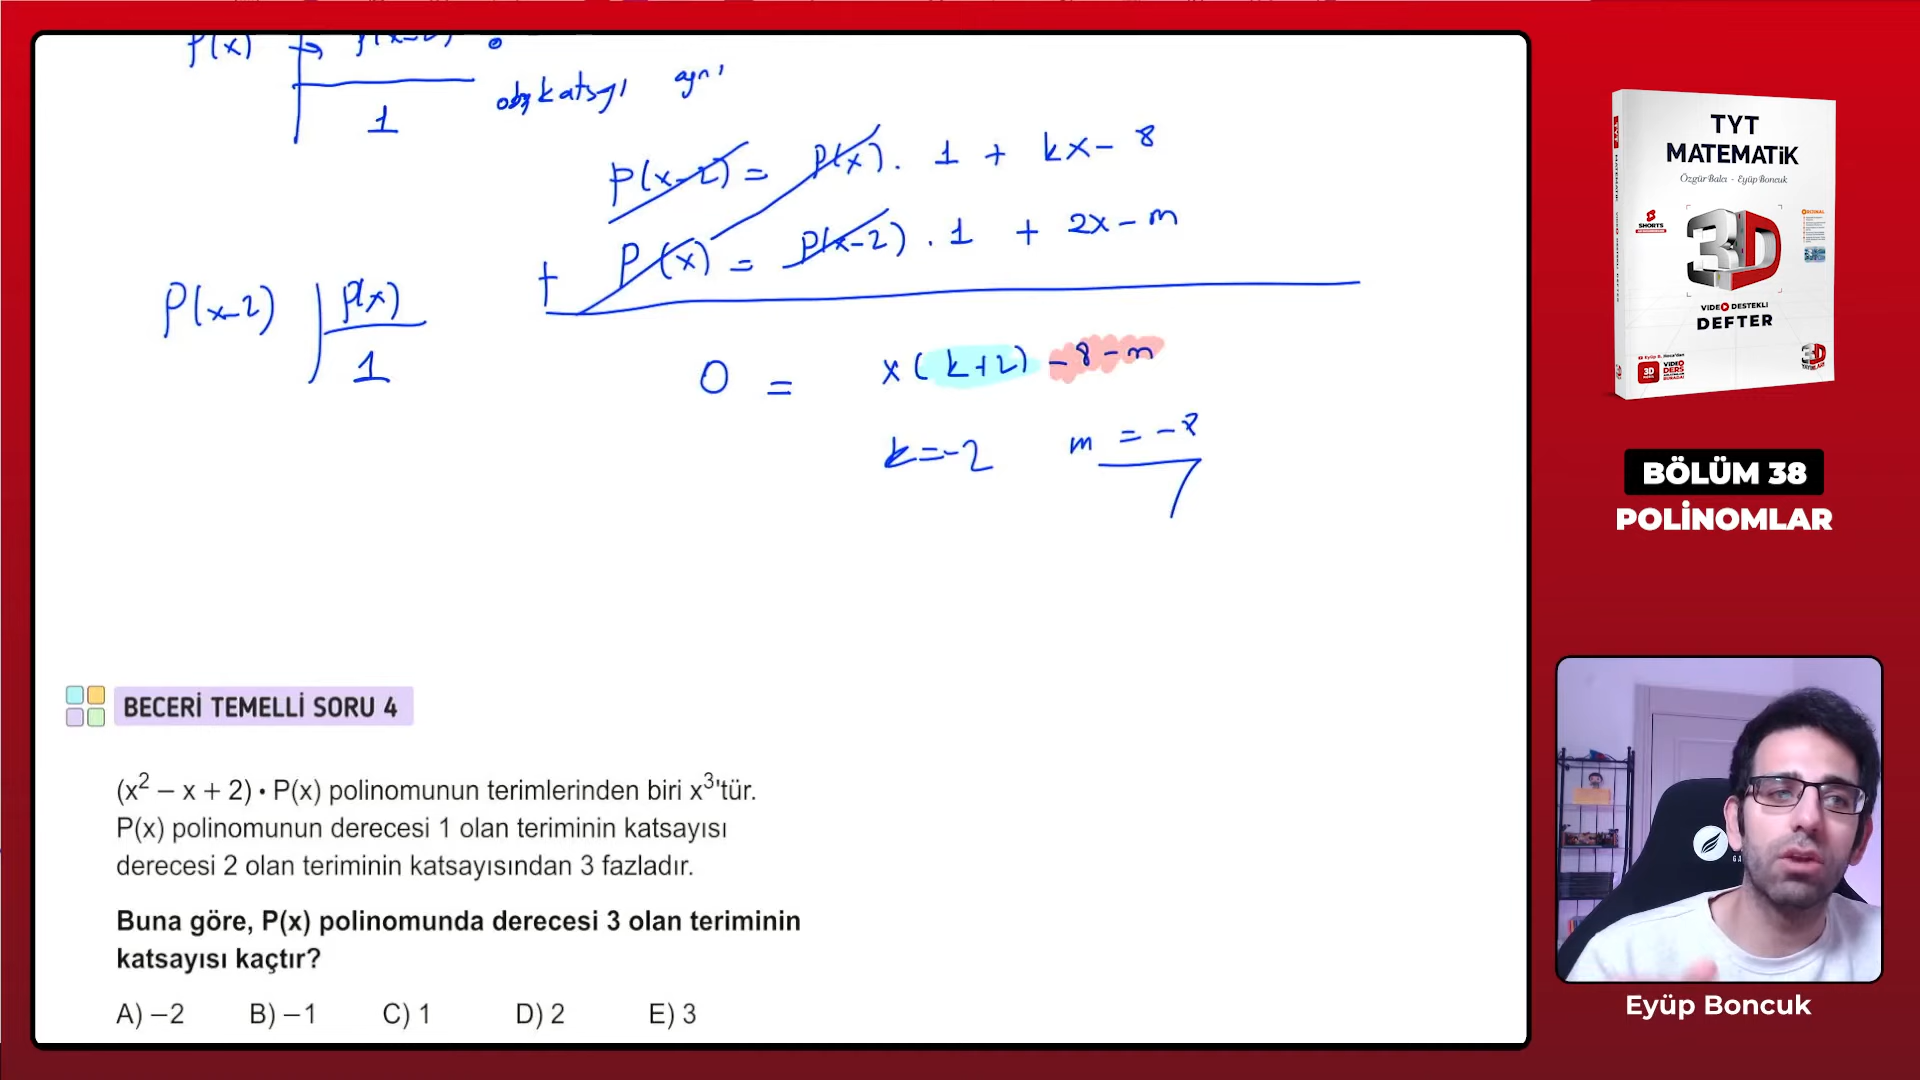 P(x) P(x-2)
1
katsayı aynı
P(x-2) = P(x) . 1 + kx - 8
+ P(x) = P(x-2) . 1 + 2x - m
P(x-2) P(x)
1
0 = x(k+2) - 8 - m
k = -2 m = -8
BECERİ TEMELLİ SORU 4
(x² – x + 2) • P(x) polinomunun terimlerinden biri x³'tür.
P(x) polinomunun derecesi 1 olan teriminin katsayısı
derecesi 2 olan teriminin katsayısından 3 fazladır.
Buna göre, P(x) polinomunda derecesi 3 olan teriminin
katsayısı kaçtır?
A) –2 B) –1 C) 1 D) 2 E) 3
TYT
MATEMATİK
Özgür Balcı - Eyüp Boncuk
SHORTS
3D
VİDEO DESTEKLİ
DEFTER
BÖLÜM 38
POLİNOMLAR
Eyüp Boncuk